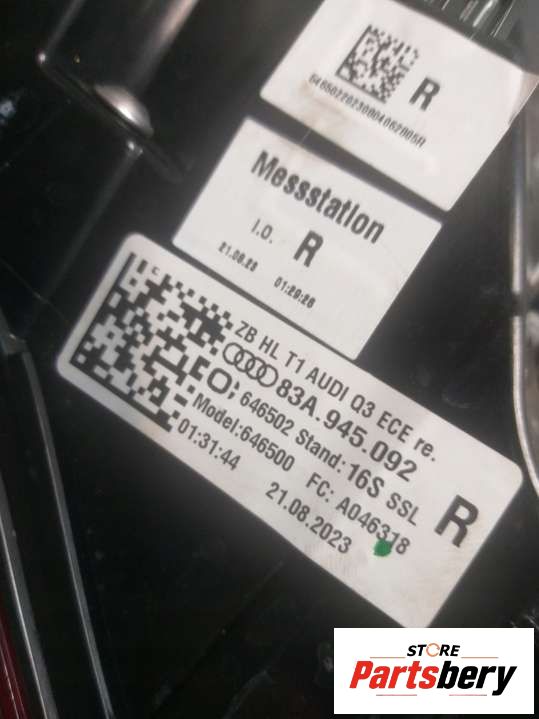 R
64650220230804062005R
Messstation
I.O. R
21.08.23 01:29:26
ZB HL T1 AUDI Q3 ECE re.
83A.945.092
646502 Stand: 16S SSL
Model:646500 FC: A046318
01:31:44 21.08.2023
R
STORE
Partsbery